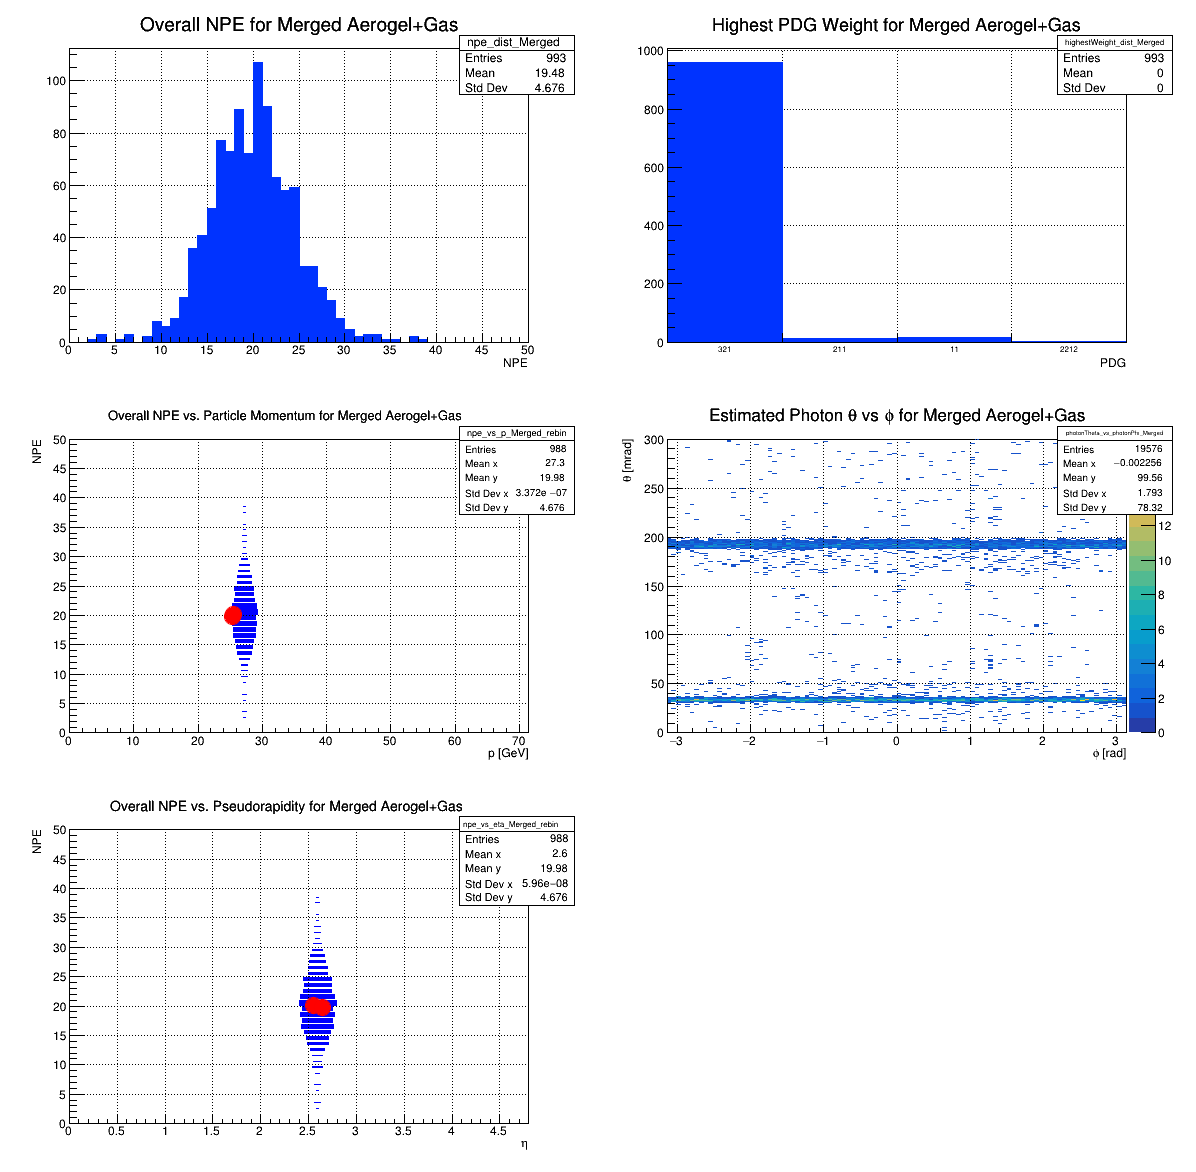 Overall NPE for Merged Aerogel+Gas
npe_dist_Merged
Entries 993
Mean 19.48
Std Dev 4.676
100
80
60
40
20
0
0 5 10 15 20 25 30 35 40 45 50
NPE
Highest PDG Weight for Merged Aerogel+Gas
highestWeight_dist_Merged
Entries 993
Mean 0
Std Dev 0
1000
800
600
400
200
0
321 211 11 2212
PDG
Overall NPE vs. Particle Momentum for Merged Aerogel+Gas
npe_vs_p_Merged_rebin
Entries 988
Mean x 27.3
Mean y 19.98
Std Dev x 3.372e −07
Std Dev y 4.676
NPE
50
45
40
35
30
25
20
15
10
5
0
0 10 20 30 40 50 60 70
p [GeV]
Estimated Photon θ vs ϕ for Merged Aerogel+Gas
photonTheta_vs_photonPhi_Merged
Entries 19576
Mean x −0.002256
Mean y 99.56
Std Dev x 1.793
Std Dev y 78.32
θ [mrad]
300
250
200
150
100
50
0
−3 −2 −1 0 1 2 3
ϕ [rad]
12
10
8
6
4
2
0
Overall NPE vs. Pseudorapidity for Merged Aerogel+Gas
npe_vs_eta_Merged_rebin
Entries 988
Mean x 2.6
Mean y 19.98
Std Dev x 5.96e−08
Std Dev y 4.676
NPE
50
45
40
35
30
25
20
15
10
5
0
0 0.5 1 1.5 2 2.5 3 3.5 4 4.5
η